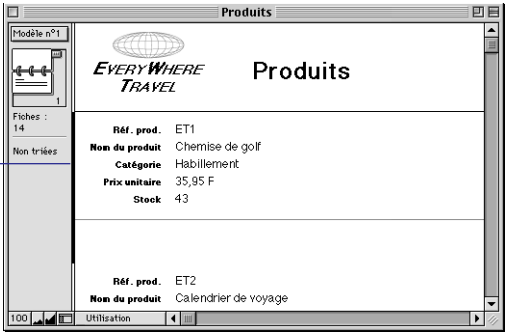 Produits
Modèle n°1
1
Fiches :
14
Non triées
EVERYWHERE
TRAVEL
Produits
Réf. prod. ET1
Nom du produit Chemise de golf
Catégorie Habillement
Prix unitaire 35,95 F
Stock 43
Réf. prod. ET2
Nom du produit Calendrier de voyage
100 Utilisation